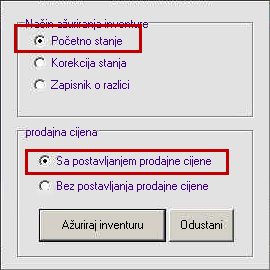 Način ažuriranja inventure
Početno stanje
Korekcija stanja
Zapisnik o razlici
prodajna cijena
Sa postavljanjem prodajne cijene
Bez postavljanja prodajne cijene
Ažuriraj inventuru
Odustani